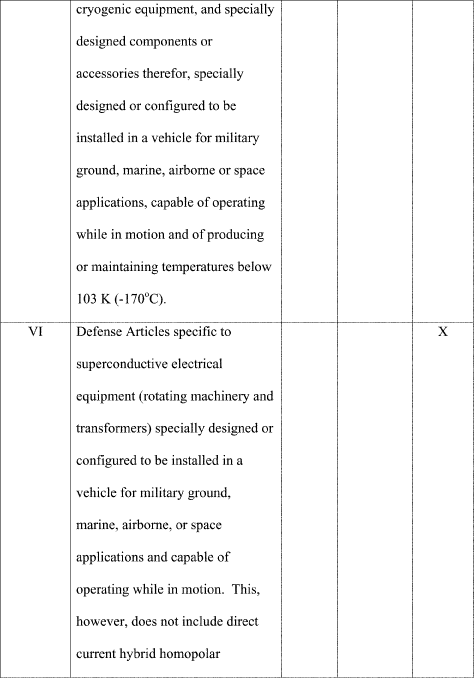 cryogenic equipment, and specially
designed components or
accessories therefor, specially
designed or configured to be
installed in a vehicle for military
ground, marine, airborne or space
applications, capable of operating
while in motion and of producing
or maintaining temperatures below
103 K (-170°C).
VI Defense Articles specific to X
superconductive electrical
equipment (rotating machinery and
transformers) specially designed or
configured to be installed in a
vehicle for military ground,
marine, airborne, or space
applications and capable of
operating while in motion. This,
however, does not include direct
current hybrid homopolar